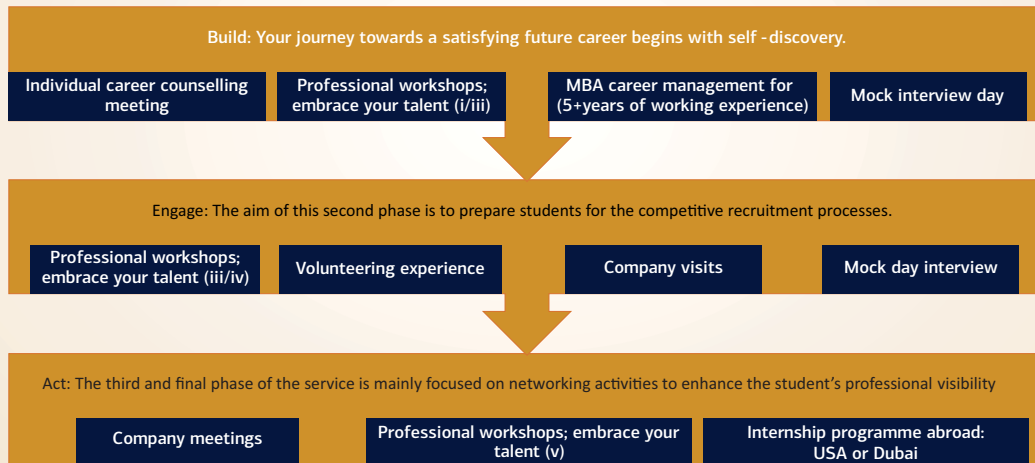 Build: Your journey towards a satisfying future career begins with self -discovery.
Individual career counselling
meeting
Professional workshops;
embrace your talent (i/iii)
MBA career management for
(5+years of working experience)
Mock interview day
Engage: The aim of this second phase is to prepare students for the competitive recruitment processes.
Professional workshops;
embrace your talent (iii/iv)
Volunteering experience
Company visits
Mock day interview
Act: The third and final phase of the service is mainly focused on networking activities to enhance the student's professional visibility
Company meetings
Professional workshops; embrace your
talent (v)
Internship programme abroad:
USA or Dubai